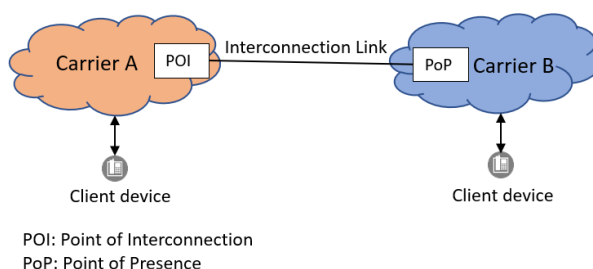 Carrier A
POI
Interconnection Link
PoP
Carrier B
Client device
Client device
POI: Point of Interconnection
PoP: Point of Presence